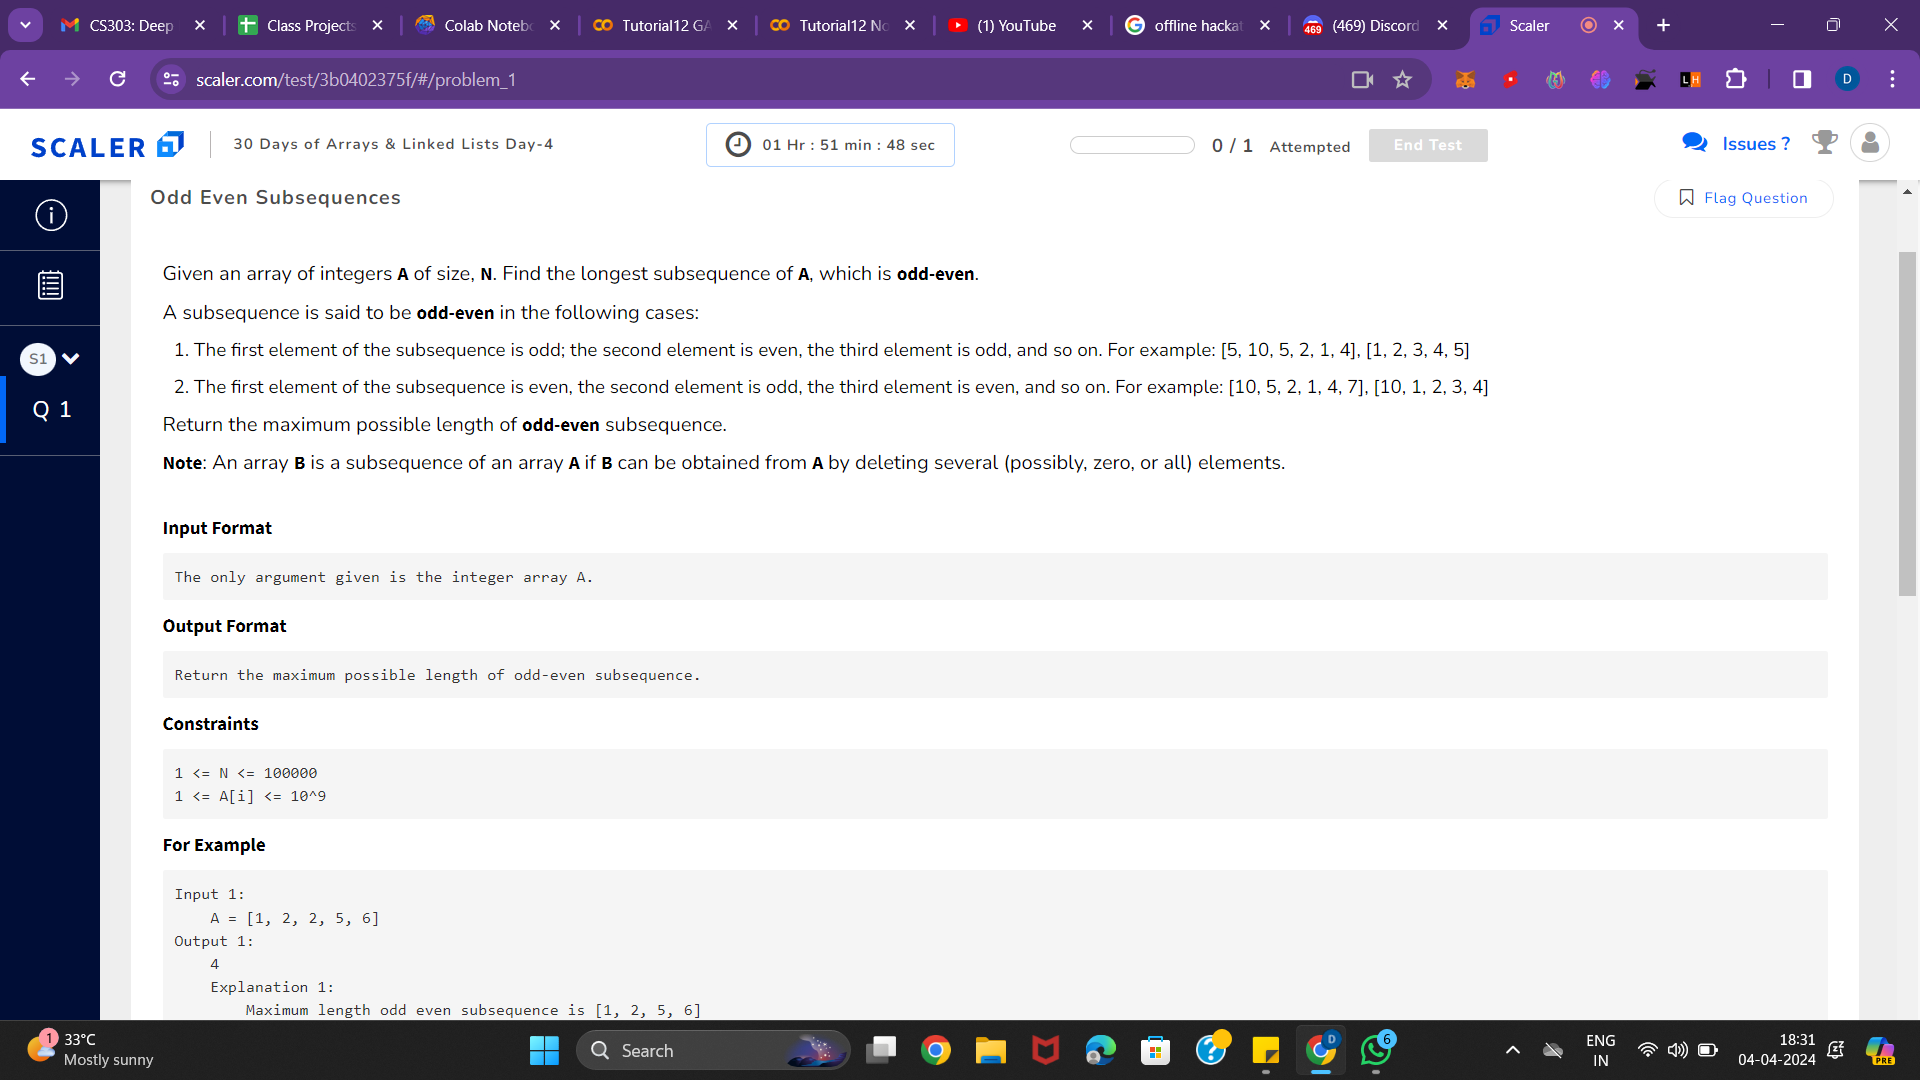 CS303: Deep
Class Projects
Colab Noteb
Tutorial12 GA
Tutorial12 No
(1) YouTube
offline hackat
469
(469) Discord
Scaler
scaler.com/test/3b0402375f/#/problem_1
LH
D
SCALER
30 Days of Arrays & Linked Lists Day-4
01 Hr : 51 min : 48 sec
0 / 1 Attempted
End Test
Issues ?
Odd Even Subsequences
Flag Question
S1
Q 1
Given an array of integers A of size, N. Find the longest subsequence of A, which is odd-even.
A subsequence is said to be odd-even in the following cases:
1. The first element of the subsequence is odd; the second element is even, the third element is odd, and so on. For example: [5, 10, 5, 2, 1, 4], [1, 2, 3, 4, 5]
2. The first element of the subsequence is even, the second element is odd, the third element is even, and so on. For example: [10, 5, 2, 1, 4, 7], [10, 1, 2, 3, 4]
Return the maximum possible length of odd-even subsequence.
Note: An array B is a subsequence of an array A if B can be obtained from A by deleting several (possibly, zero, or all) elements.
Input Format
The only argument given is the integer array A.
Output Format
Return the maximum possible length of odd-even subsequence.
Constraints
1 <= N <= 100000
1 <= A[i] <= 10^9
For Example
Input 1:
A = [1, 2, 2, 5, 6]
Output 1:
4
Explanation 1:
Maximum length odd even subsequence is [1, 2, 5, 6]
1
33°C
Mostly sunny
Search
D
6
ENG
IN
18:31
04-04-2024
PRE